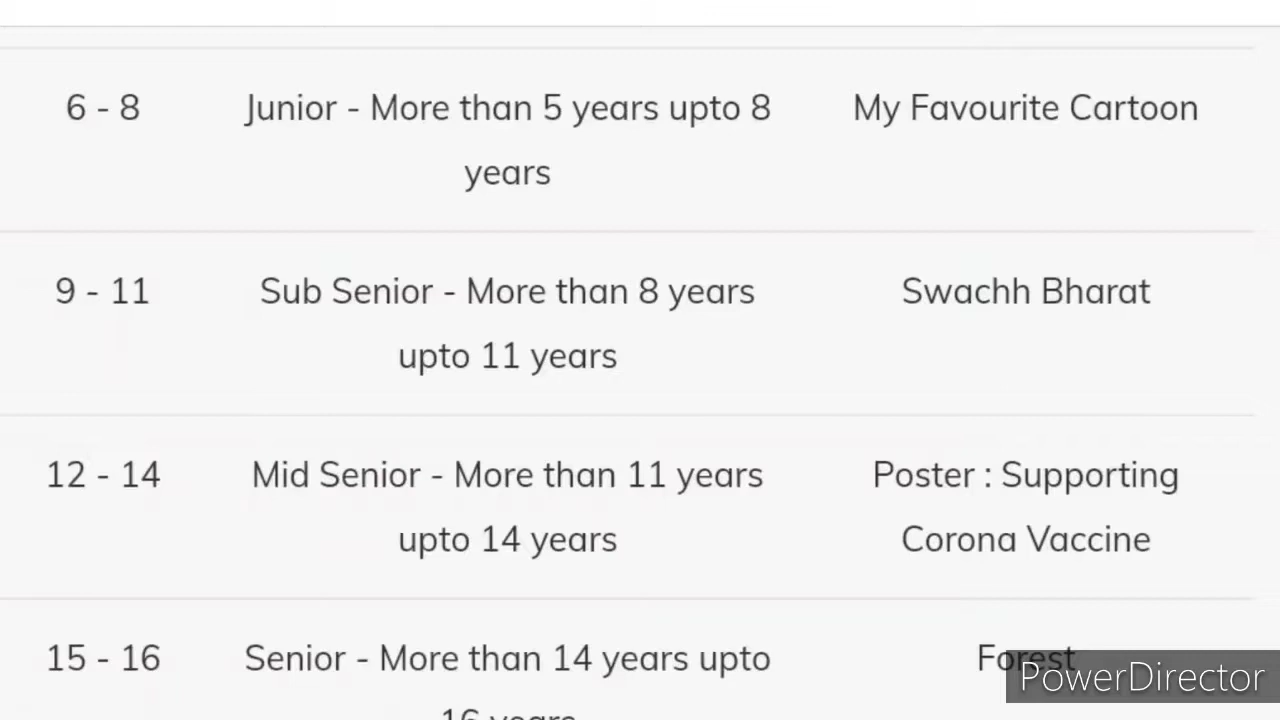 6 - 8 Junior - More than 5 years upto 8 My Favourite Cartoon
years
9 - 11 Sub Senior - More than 8 years Swachh Bharat
upto 11 years
12 - 14 Mid Senior - More than 11 years Poster : Supporting
upto 14 years Corona Vaccine
15 - 16 Senior - More than 14 years upto Forest
16 years
PowerDirector